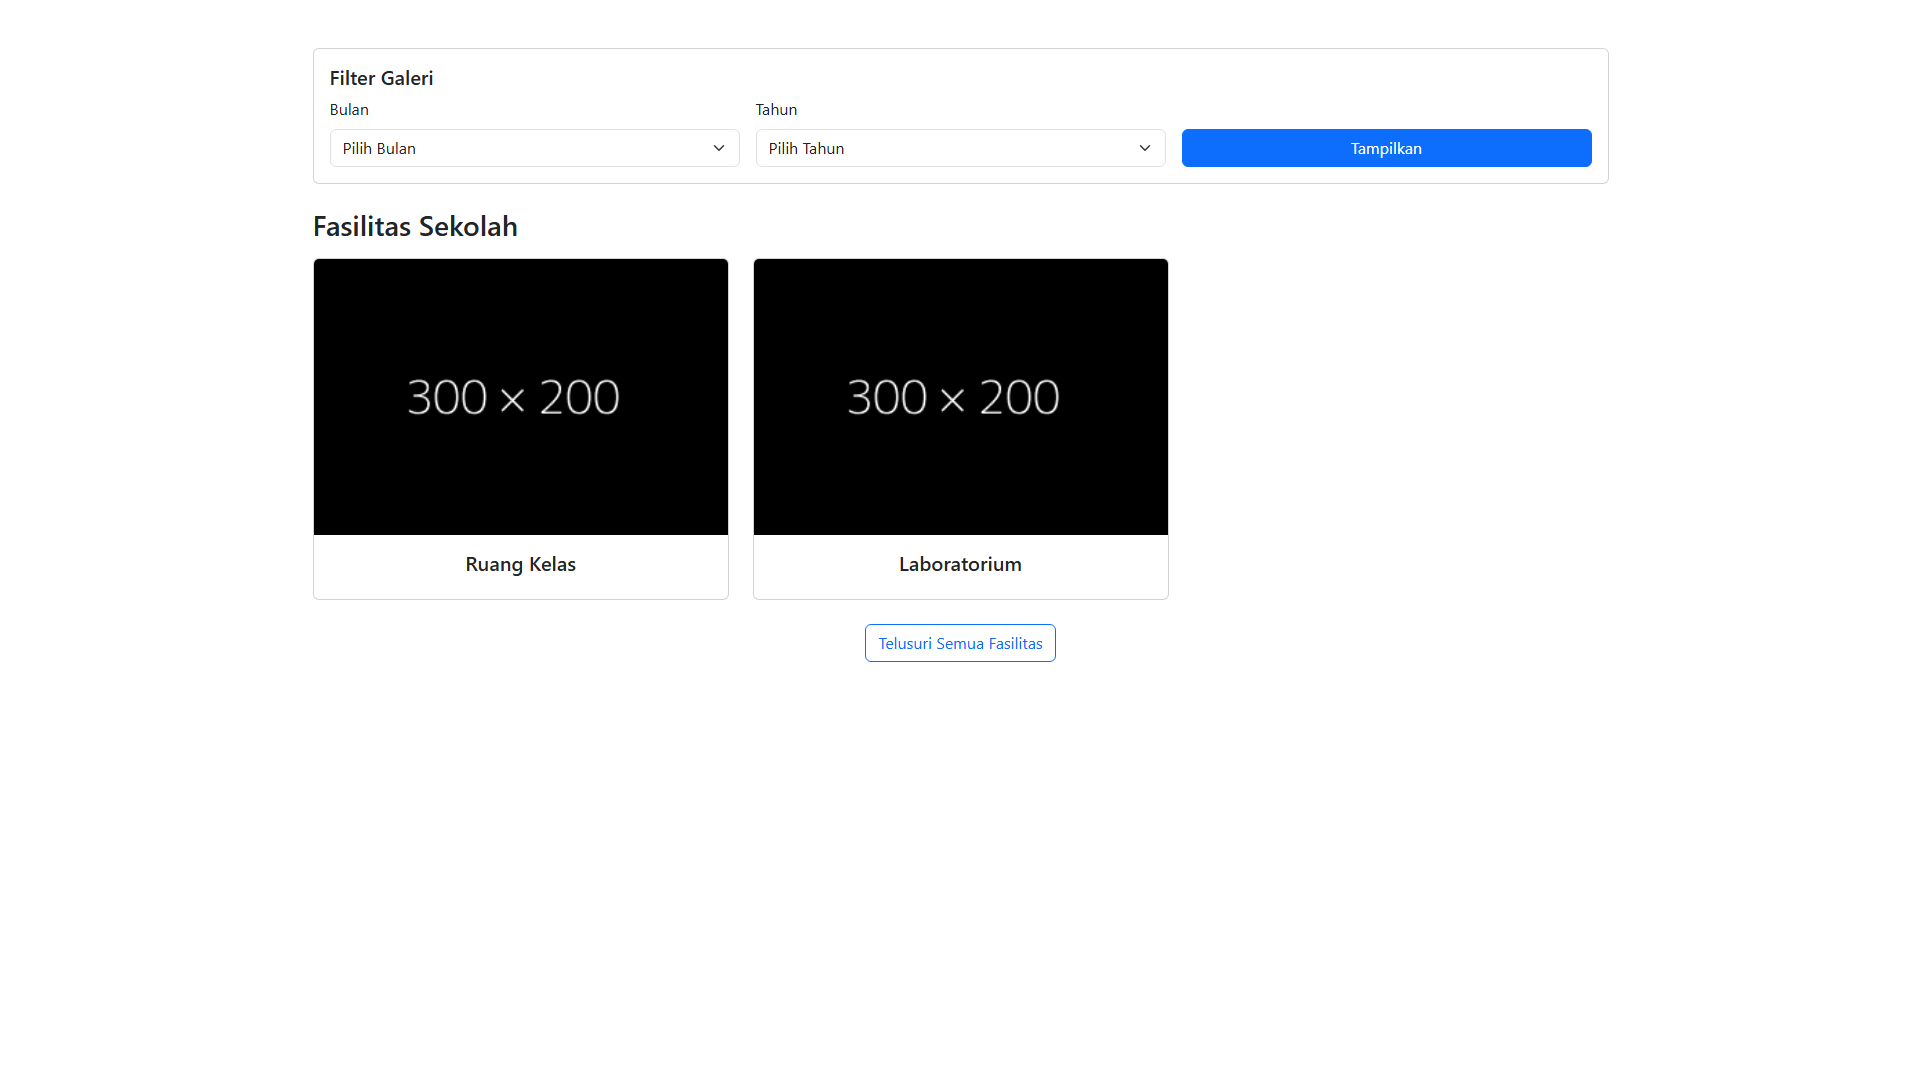 Filter Galeri
Bulan
Tahun
Pilih Bulan
Pilih Tahun
Tampilkan
Fasilitas Sekolah
300 × 200
300 × 200
Ruang Kelas
Laboratorium
Telusuri Semua Fasilitas